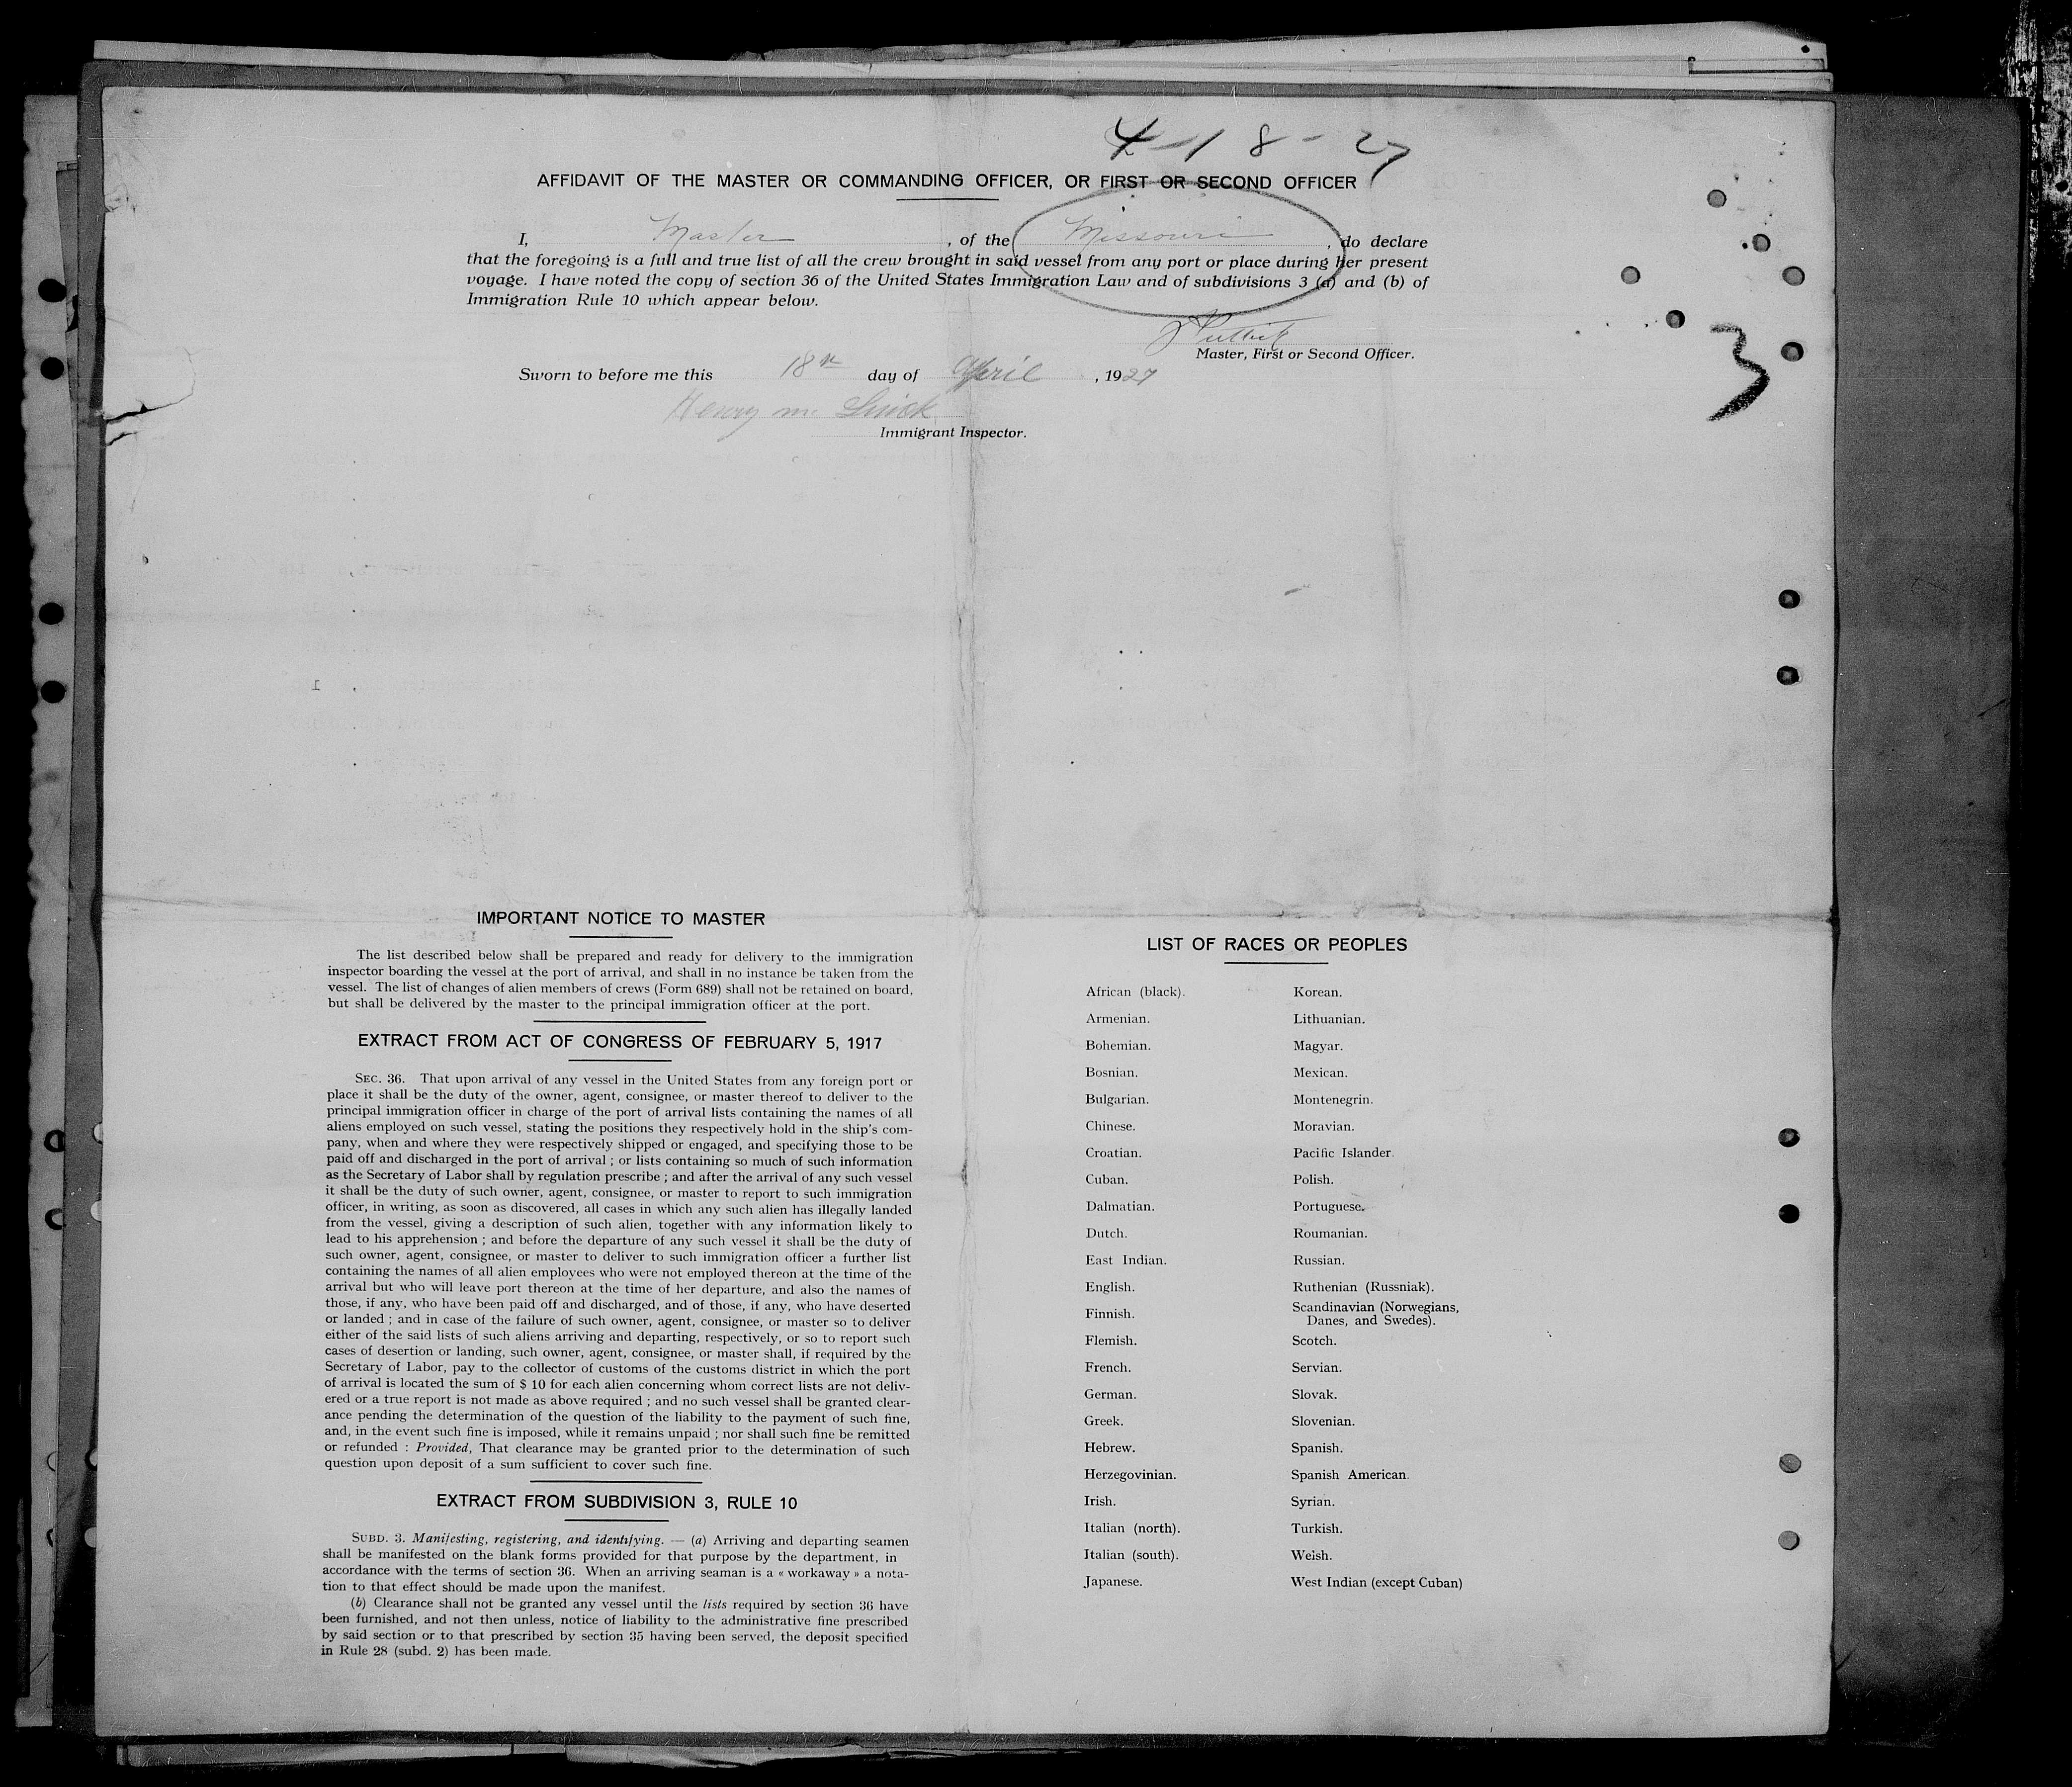 4-18-27
AFFIDAVIT OF THE MASTER OR COMMANDING OFFICER, OR FIRST OR SECOND OFFICER
I, Master, of the Missouri, do declare
that the foregoing is a full and true list of all the crew brought in said vessel from any port or place during her present
voyage. I have noted the copy of section 36 of the United States Immigration Law and of subdivisions 3 (a) and (b) of
Immigration Rule 10 which appear below.
Master, First or Second Officer.
3
Sworn to before me this 18th day of April, 1927
Henry M.
Immigrant Inspector.
IMPORTANT NOTICE TO MASTER
The list described below shall be prepared and ready for delivery to the immigration
inspector boarding the vessel at the port of arrival, and shall in no instance be taken from the
vessel. The list of changes of alien members of crews (Form 689) shall not be retained on board,
but shall be delivered by the master to the principal immigration officer at the port.
EXTRACT FROM ACT OF CONGRESS OF FEBRUARY 5, 1917
SEC. 36. That upon arrival of any vessel in the United States from any foreign port or
place it shall be the duty of the owner, agent, consignee, or master thereof to deliver to the
principal immigration officer in charge of the port of arrival lists containing the names of all
aliens employed on such vessel, stating the positions they respectively hold in the ship's com-
pany, when and where they were respectively shipped or engaged, and specifying those to be
paid off and discharged in the port of arrival ; or lists containing so much of such information
as the Secretary of Labor shall by regulation prescribe ; and after the arrival of any such vessel
it shall be the duty of such owner, agent, consignee, or master to report to such immigration
officer, in writing, as soon as discovered, all cases in which any such alien has illegally landed
from the vessel, giving a description of such alien, together with any information likely to
lead to his apprehension ; and before the departure of any such vessel it shall be the duty of
such owner, agent, consignee, or master to deliver to such immigration officer a further list
containing the names of all alien employees who were not employed thereon at the time of the
arrival but who will leave port thereon at the time of her departure, and also the names of
those, if any, who have been paid off and discharged, and of those, if any, who have deserted
or landed ; and in case of the failure of such owner, agent, consignee, or master so to deliver
either of the said lists of such aliens arriving and departing, respectively, or so to report such
cases of desertion or landing, such owner, agent, consignee, or master shall, if required by the
Secretary of Labor, pay to the collector of customs of the customs district in which the port
of arrival is located the sum of $ 10 for each alien concerning whom correct lists are not deliv-
ered or a true report is not made as above required ; and no such vessel shall be granted clear-
ance pending the determination of the question of the liability to the payment of such fine,
and, in the event such fine is imposed, while it remains unpaid ; nor shall such fine be remitted
or refunded : Provided, That clearance may be granted prior to the determination of such
question upon deposit of a sum sufficient to cover such fine.
EXTRACT FROM SUBDIVISION 3, RULE 10
SUBD. 3. Manifesting, registering, and identifying. — (a) Arriving and departing seamen
shall be manifested on the blank forms provided for that purpose by the department, in
accordance with the terms of section 36. When an arriving seaman is a « workaway » a nota-
tion to that effect should be made upon the manifest.
(b) Clearance shall not be granted any vessel until the lists required by section 36 have
been furnished, and not then unless, notice of liability to the administrative fine prescribed
by said section or to that prescribed by section 35 having been served, the deposit specified
in Rule 28 (subd. 2) has been made.
LIST OF RACES OR PEOPLES
African (black).
Armenian.
Bohemian.
Bosnian.
Bulgarian.
Chinese.
Croatian.
Cuban.
Dalmatian.
Dutch.
East Indian.
English.
Finnish.
Flemish.
French.
German.
Greek.
Hebrew.
Herzegovinian.
Irish.
Italian (north).
Italian (south).
Japanese.
Korean.
Lithuanian.
Magyar.
Mexican.
Montenegrin.
Moravian.
Pacific Islander.
Polish.
Portuguese.
Roumanian.
Russian.
Ruthenian (Russniak).
Scandinavian (Norwegians,
Danes, and Swedes).
Scotch.
Servian.
Slovak.
Slovenian.
Spanish.
Spanish American.
Syrian.
Turkish.
Welsh.
West Indian (except Cuban)